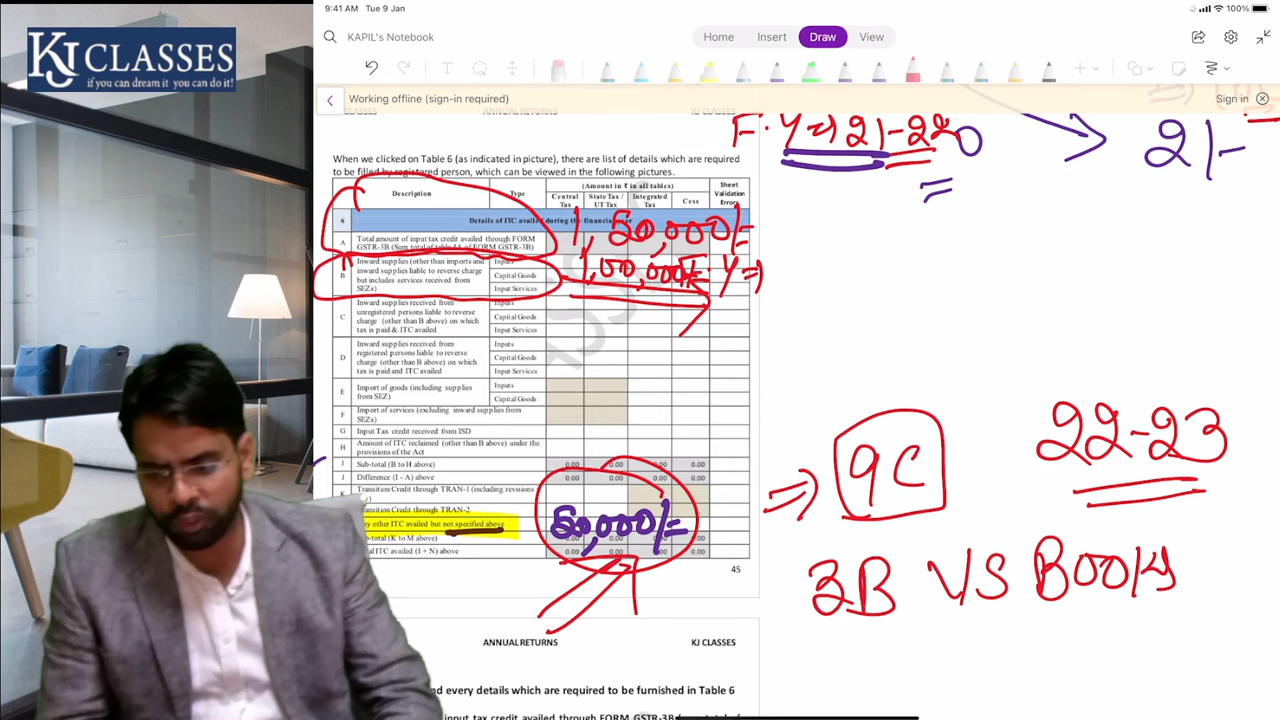 KJ CLASSES
if you can dream it you can do it!
9:41 AM Tue 9 Jan
100%
KAPIL's Notebook
Home Insert Draw View
Working offline (sign-in required)
Sign in
ANNUAL RETURNS KJ CLASSES
F.Y => 21-22
21-
When we clicked on Table 6 (as indicated in picture), there are list of details which are required
to be filled by registered person, which can be viewed in the following pictures.
Description Type (Amount in ₹ in all tables) Sheet Validation Errors
Central Tax State Tax / UT Tax Integrated Tax Cess
6 Details of ITC availed during the financial year
A Total amount of input tax credit availed through FORM
GSTR-3B (Sum total of table 4A of FORM GSTR-3B)
1,50,000/-
B Inward supplies (other than imports and
inward supplies liable to reverse charge
but includes services received from
SEZs)
Inputs
Capital Goods
Input Services
1,00,000/-
F.Y =>
C Inward supplies received from
unregistered persons liable to reverse
charge (other than B above) on which
tax is paid & ITC availed
Inputs
Capital Goods
Input Services
D Inward supplies received from
registered persons liable to reverse
charge (other than B above) on which
tax is paid and ITC availed
Inputs
Capital Goods
Input Services
E Import of goods (including supplies
from SEZ)
Inputs
Capital Goods
F Import of services (excluding inward supplies from
SEZs)
G Input Tax credit received from ISD
H Amount of ITC reclaimed (other than B above) under the
provisions of the Act
I Sub-total (B to H above) 0.00 0.00 0.00 0.00
J Difference (I - A above) 0.00 0.00 0.00 0.00
K Transition Credit through TRAN-1 (including revisions
Transition Credit through TRAN-2
any other ITC availed but not specified above
50,000/-
-total (K to M above) 0.00 0.00 0.00 0.00
ITC availed (I + N) above 0.00 0.00 0.00 0.00
45
=> 9C
22-23
3B VS Books
ANNUAL RETURNS KJ CLASSES
and every details which are required to be furnished in Table 6